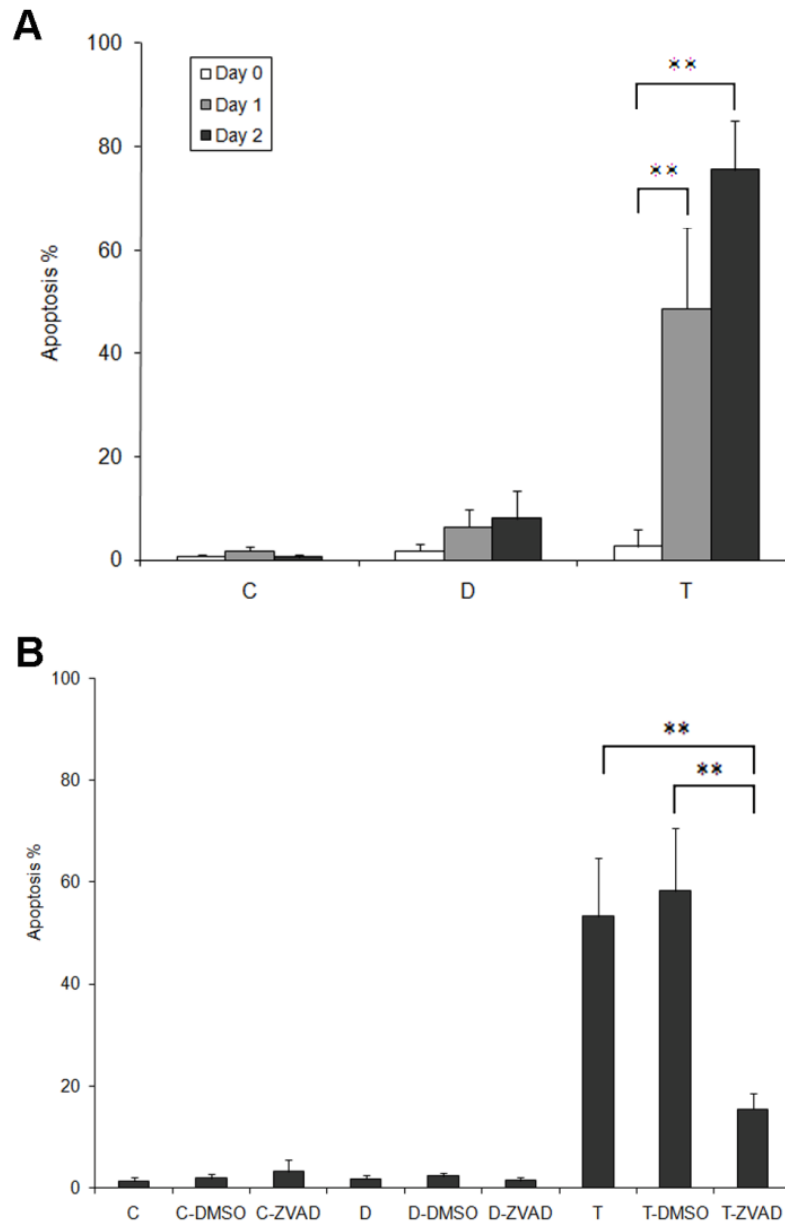 A
100
80
60
40
20
0
Apoptosis %
Day 0
Day 1
Day 2
**
**
C D T
B
100
80
60
40
20
0
Apoptosis %
**
**
C C-DMSO C-ZVAD D D-DMSO D-ZVAD T T-DMSO T-ZVAD